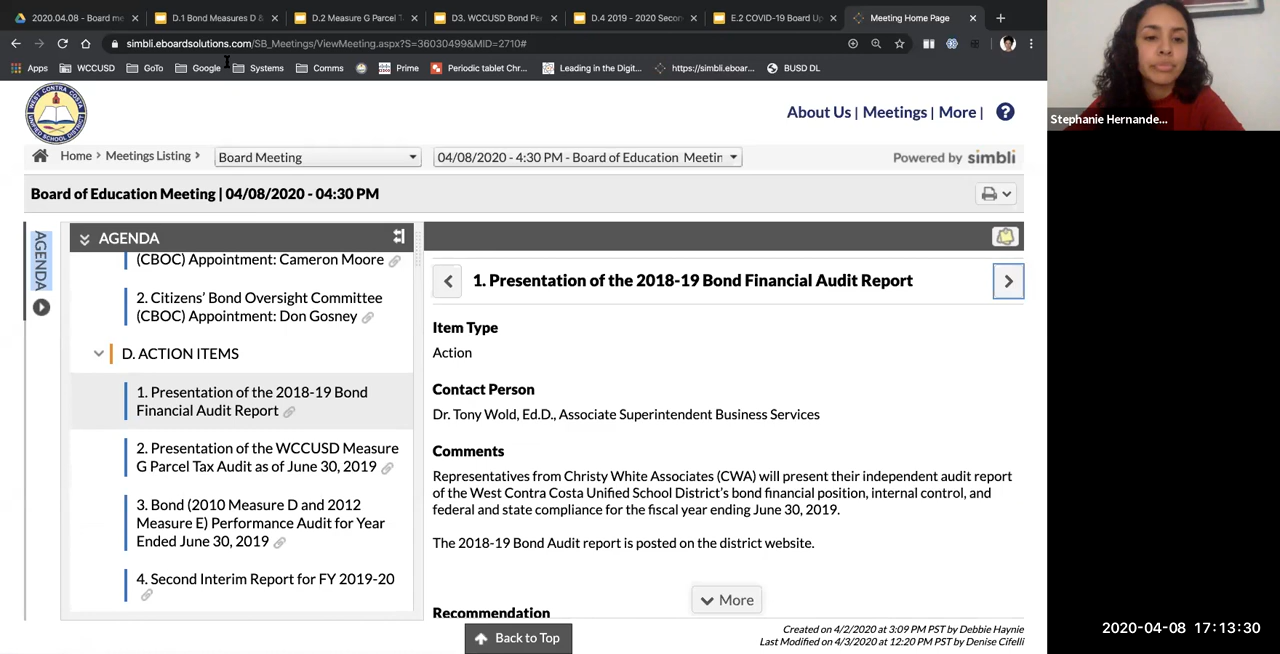 2020.04.08 - Board me
D.1 Bond Measures D &
D.2 Measure G Parcel T
D3. WCCUSD Bond Pe
D.4 2019 - 2020 Secon
E.2 COVID-19 Board Up
Meeting Home Page
simbli.eboardsolutions.com/SB_Meetings/ViewMeeting.aspx?S=36030499&MID=2710#
Apps
WCCUSD
GoTo
Google
Systems
Comms
Prime
Periodic tablet Chr...
Leading in the Digit...
https://simbli.eboar...
BUSD DL
Stephanie Hernande...
WEST CONTRA COSTA
UNIFIED SCHOOL DISTRICT
About Us | Meetings | More | ?
Home > Meetings Listing >
Board Meeting
04/08/2020 - 4:30 PM - Board of Education Meetin
Powered by simbli
Board of Education Meeting | 04/08/2020 - 04:30 PM
AGENDA
AGENDA
(CBOC) Appointment: Cameron Moore
2. Citizens' Bond Oversight Committee
(CBOC) Appointment: Don Gosney
D. ACTION ITEMS
1. Presentation of the 2018-19 Bond
Financial Audit Report
2. Presentation of the WCCUSD Measure
G Parcel Tax Audit as of June 30, 2019
3. Bond (2010 Measure D and 2012
Measure E) Performance Audit for Year
Ended June 30, 2019
4. Second Interim Report for FY 2019-20
1. Presentation of the 2018-19 Bond Financial Audit Report
Item Type
Action
Contact Person
Dr. Tony Wold, Ed.D., Associate Superintendent Business Services
Comments
Representatives from Christy White Associates (CWA) will present their independent audit report
of the West Contra Costa Unified School District's bond financial position, internal control, and
federal and state compliance for the fiscal year ending June 30, 2019.
The 2018-19 Bond Audit report is posted on the district website.
More
Recommendation
Back to Top
Created on 4/2/2020 at 3:09 PM PST by Debbie Haynie
Last Modified on 4/3/2020 at 12:20 PM PST by Denise Cifelli
2020-04-08 17:13:30